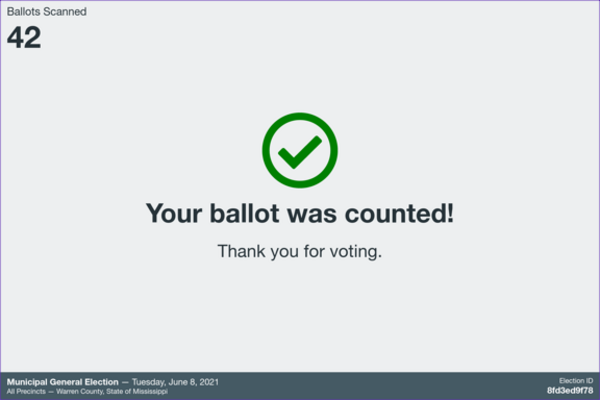 Ballots Scanned
42
Your ballot was counted!
Thank you for voting.
Municipal General Election — Tuesday, June 8, 2021
All Precincts — Warren County, State of Mississippi
Election ID
8fd3ed9f78